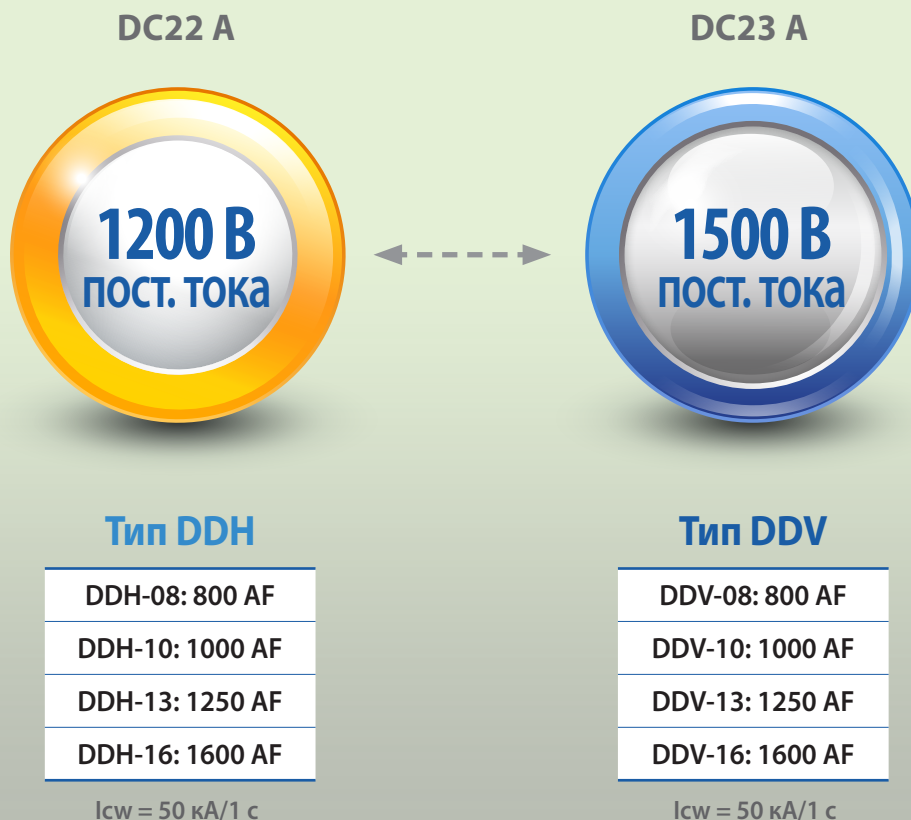 DC22 A
1200 В
пост. тока
Тип DDH
DDH-08: 800 AF
DDH-10: 1000 AF
DDH-13: 1250 AF
DDH-16: 1600 AF
Icw = 50 кА/1 с
DC23 A
1500 В
пост. тока
Тип DDV
DDV-08: 800 AF
DDV-10: 1000 AF
DDV-13: 1250 AF
DDV-16: 1600 AF
Icw = 50 кА/1 с